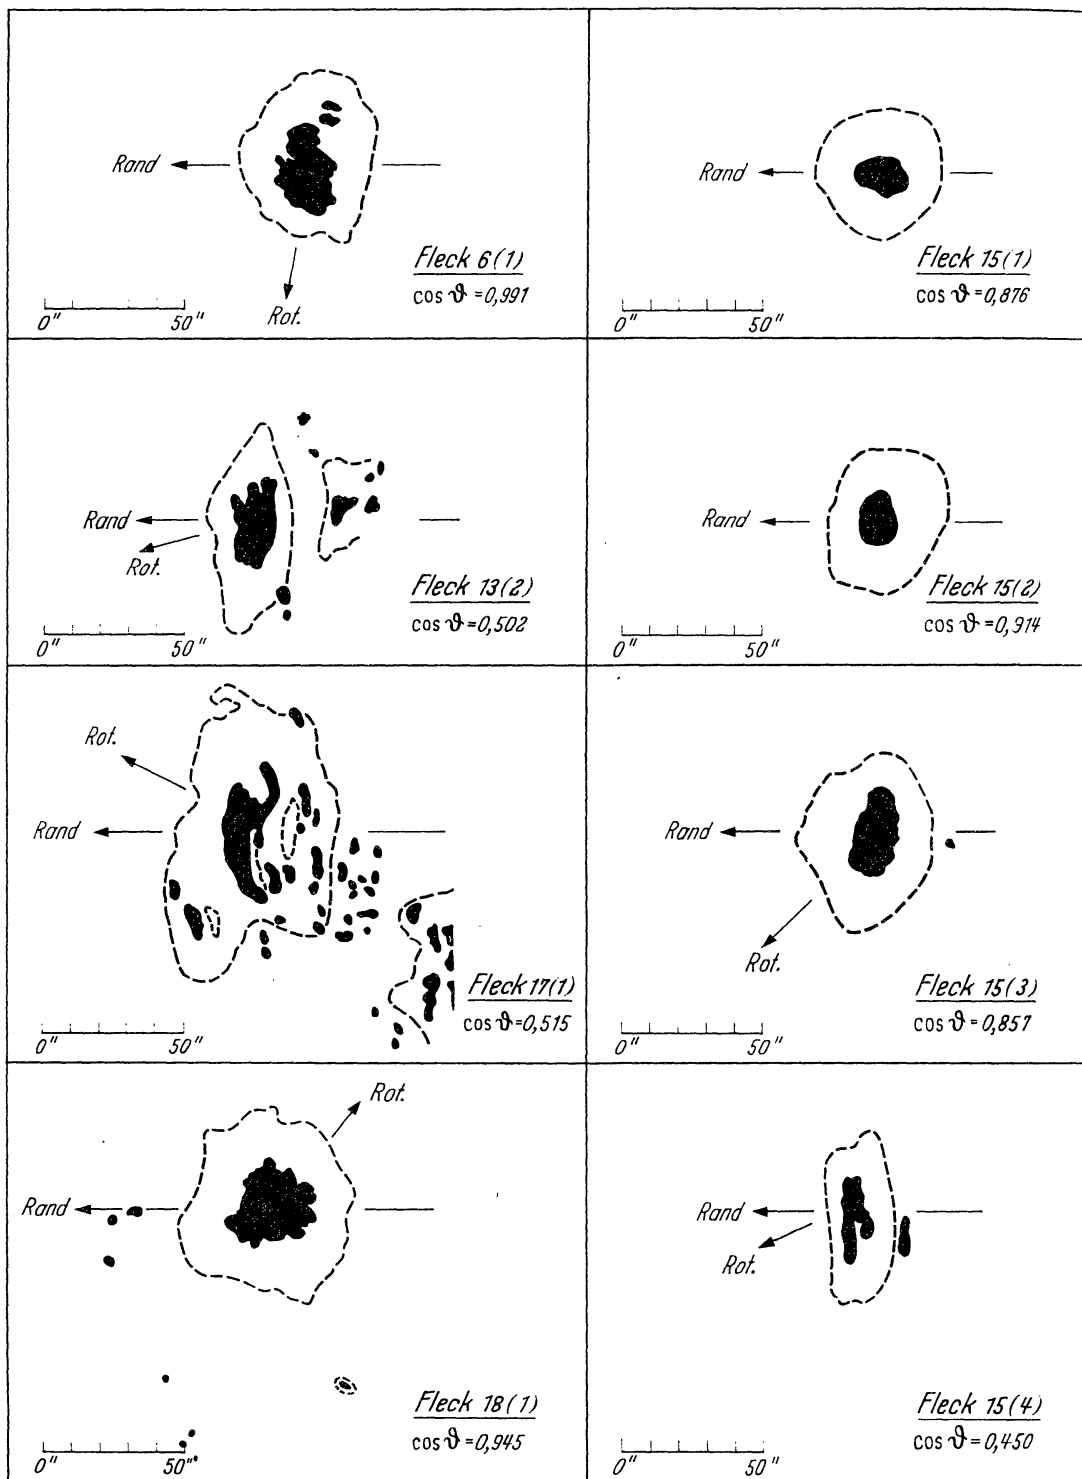 Rand
Rot.
Fleck 6(1)
cos ϑ = 0,991
0" 50"
Rand
Fleck 15(1)
cos ϑ = 0,876
0" 50"
Rand
Rot.
Fleck 13(2)
cos ϑ = 0,502
0" 50"
Rand
Fleck 15(2)
cos ϑ = 0,914
0" 50"
Rot.
Rand
Fleck 17(1)
cos ϑ = 0,515
0" 50"
Rand
Rot.
Fleck 15(3)
cos ϑ = 0,857
0" 50"
Rot.
Rand
Fleck 18(1)
cos ϑ = 0,945
0" 50"
Rand
Rot.
Fleck 15(4)
cos ϑ = 0,450
0" 50"